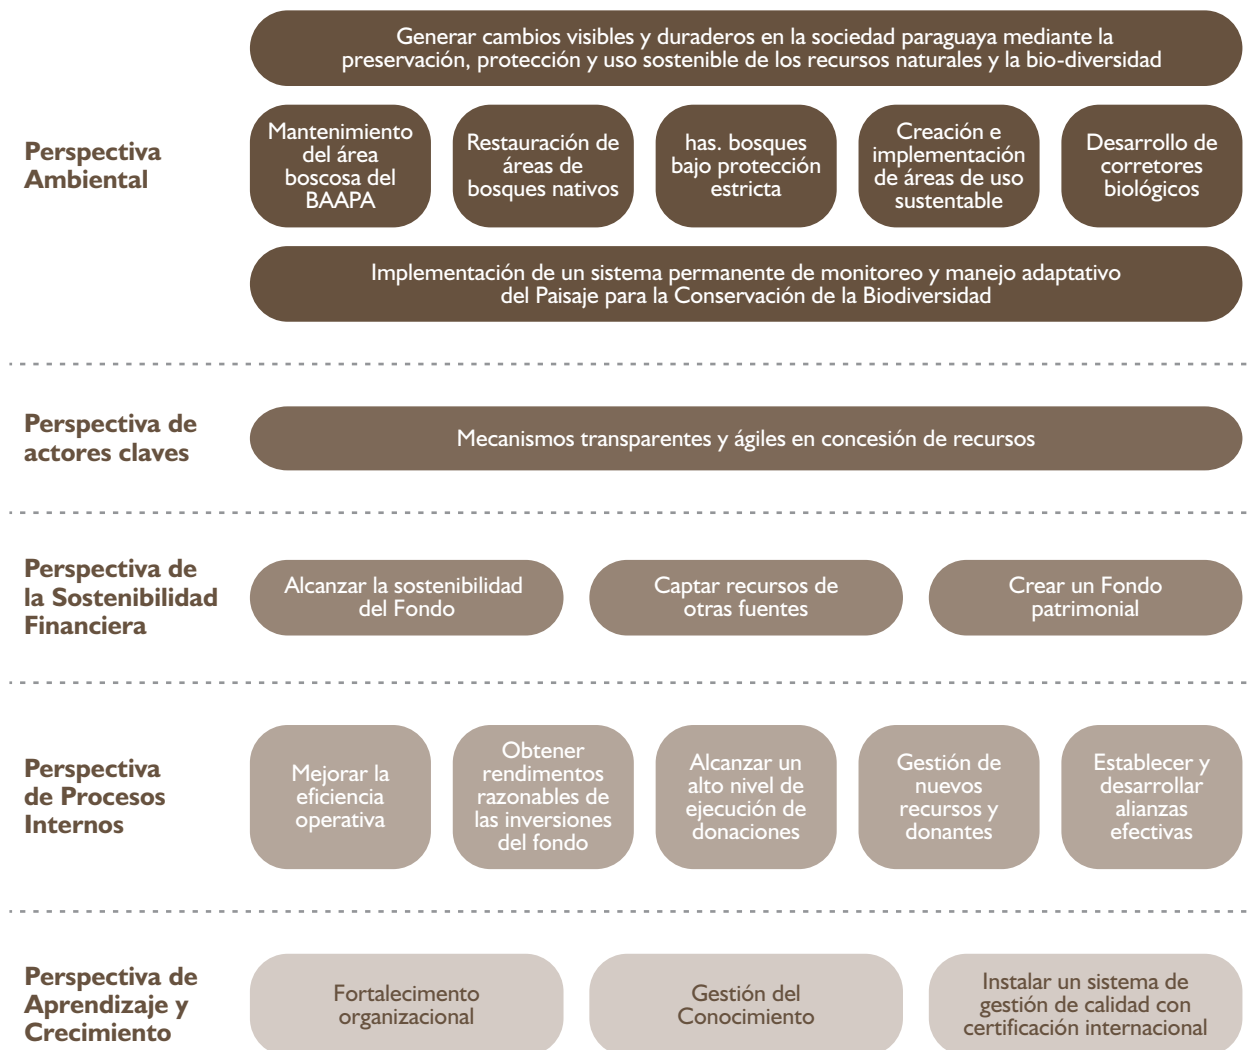 Generar cambios visibles y duraderos en la sociedad paraguaya mediante la
preservación, protección y uso sostenible de los recursos naturales y la bio-diversidad
Perspectiva
Ambiental
Mantenimiento
del área
boscosa del
BAAPA
Restauración de
áreas de
bosques nativos
has. bosques
bajo protección
estricta
Creación e
implementación
de áreas de uso
sustentable
Desarrollo de
corretores
biológicos
Implementación de un sistema permanente de monitoreo y manejo adaptativo
del Paisaje para la Conservación de la Biodiversidad
Perspectiva de
actores claves
Mecanismos transparentes y ágiles en concesión de recursos
Perspectiva de
la Sostenibilidad
Financiera
Alcanzar la sostenibilidad
del Fondo
Captar recursos de
otras fuentes
Crear un Fondo
patrimonial
Perspectiva
de Procesos
Internos
Mejorar la
eficiencia
operativa
Obtener
rendimentos
razonables de
las inversiones
del fondo
Alcanzar un
alto nivel de
ejecución de
donaciones
Gestión de
nuevos
recursos y
donantes
Establecer y
desarrollar
alianzas
efectivas
Perspectiva de
Aprendizaje y
Crecimiento
Fortalecimento
organizacional
Gestión del
Conocimiento
Instalar un sistema de
gestión de calidad con
certificación internacional